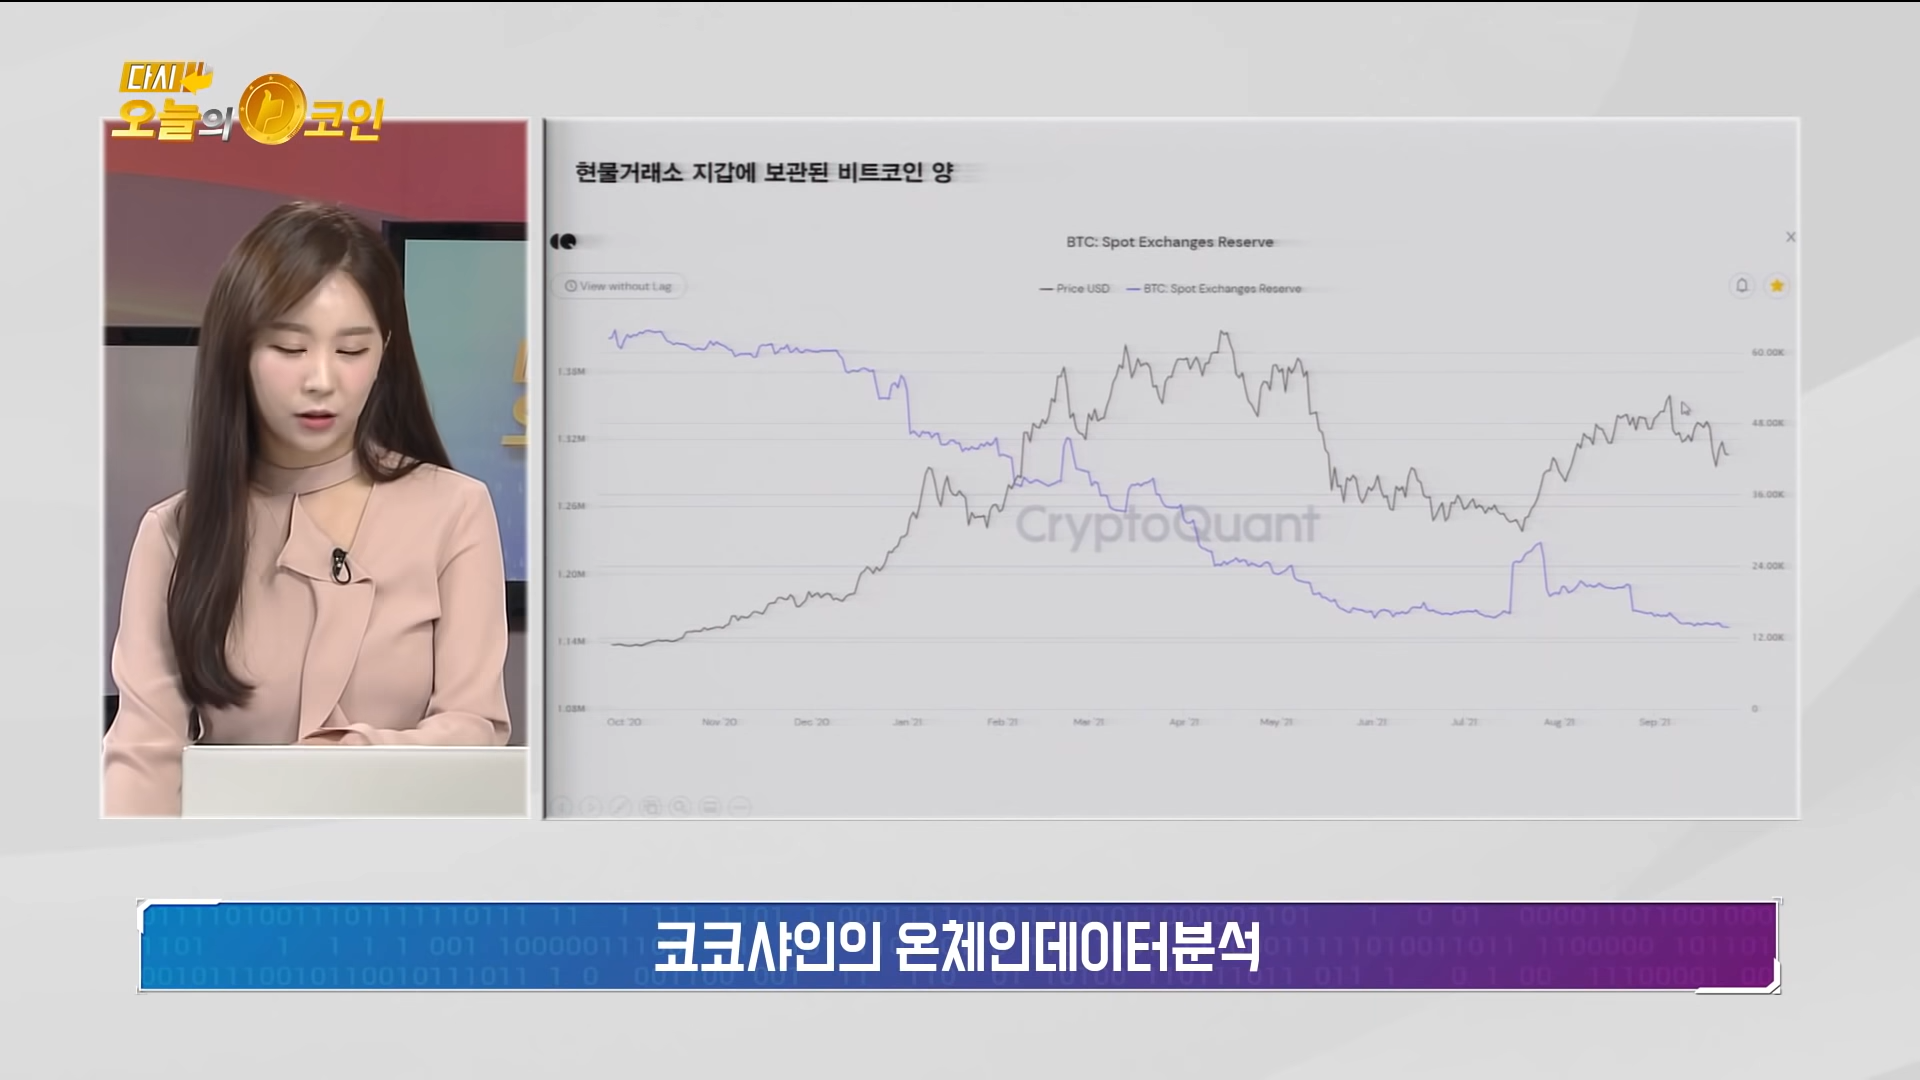 다시
오늘의 코인
현물거래소 지갑에 보관된 비트코인 양
BTC: Spot Exchanges Reserve
View without Lag
Price USD BTC: Spot Exchanges Reserve
1.38M
1.32M
1.26M
1.20M
1.14M
1.08M
60.00K
48.00K
36.00K
24.00K
12.00K
0
CryptoQuant
Oct '20 Nov '20 Dec '20 Jan '21 Feb '21 Mar '21 Apr '21 May '21 Jun '21 Jul '21 Aug '21 Sep '21
코코샤인의 온체인데이터분석